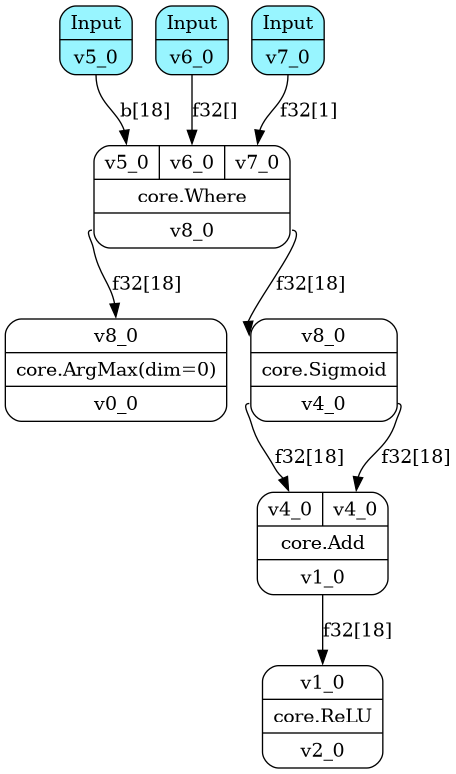 Input
v5_0
Input
v6_0
Input
v7_0
b[18]
f32[]
f32[1]
v5_0
v6_0
v7_0
core.Where
v8_0
f32[18]
f32[18]
v8_0
core.ArgMax(dim=0)
v0_0
v8_0
core.Sigmoid
v4_0
f32[18]
f32[18]
v4_0
v4_0
core.Add
v1_0
f32[18]
v1_0
core.ReLU
v2_0